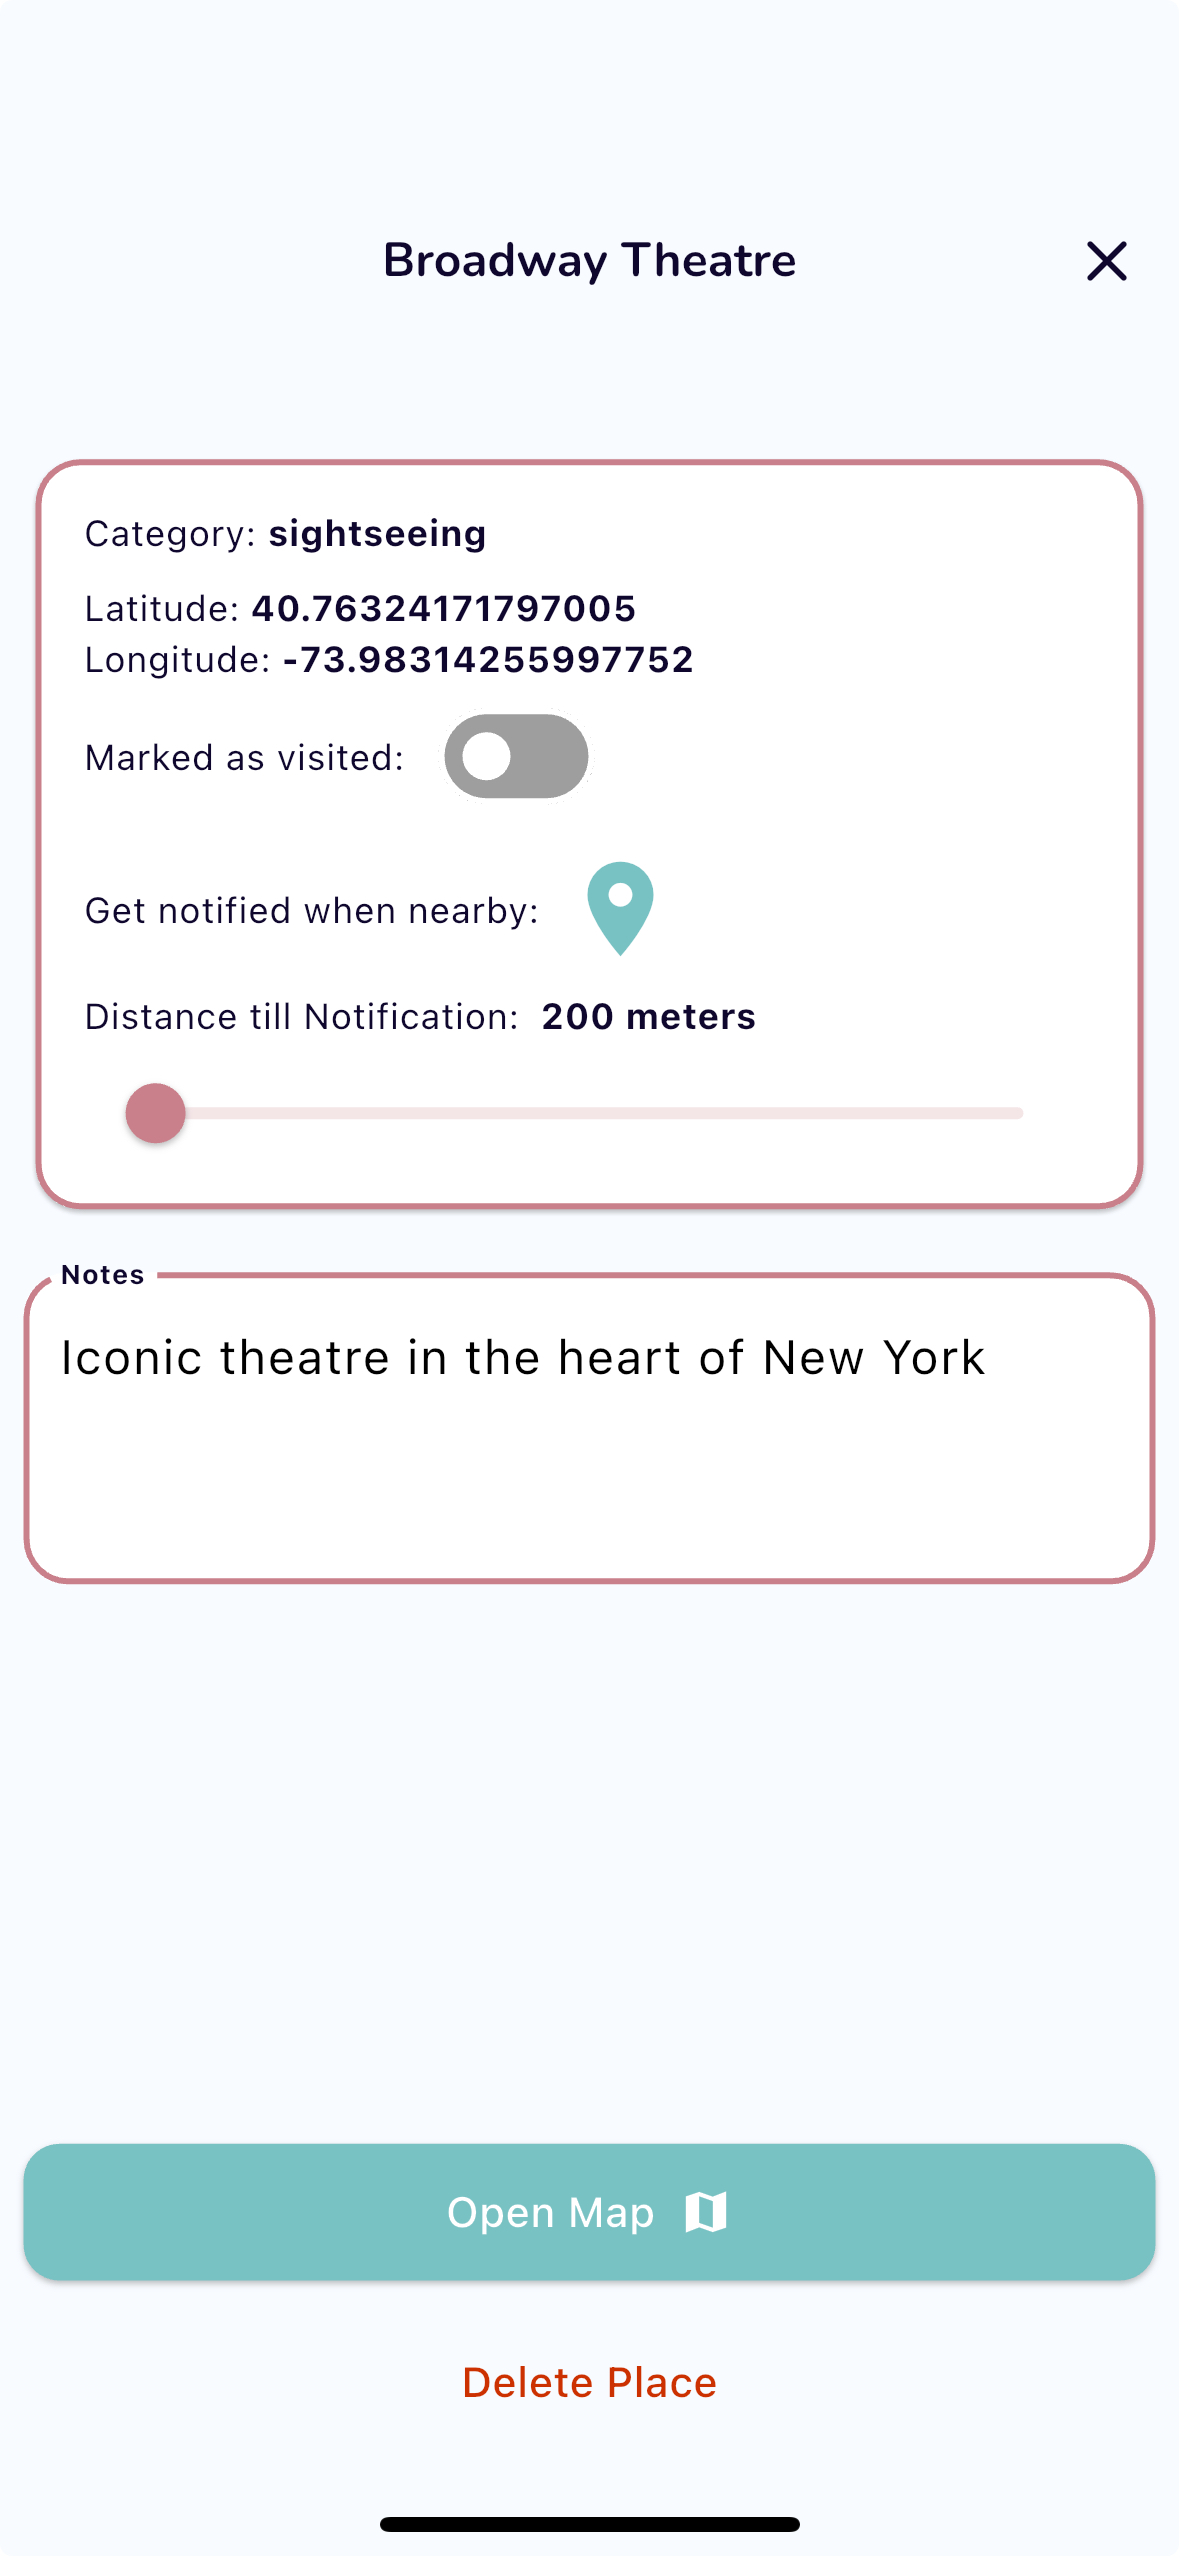 Broadway Theatre
Category: sightseeing
Latitude: 40.76324171797005
Longitude: -73.98314255997752
Marked as visited:
Get notified when nearby:
Distance till Notification: 200 meters
Notes
Iconic theatre in the heart of New York
Open Map
Delete Place